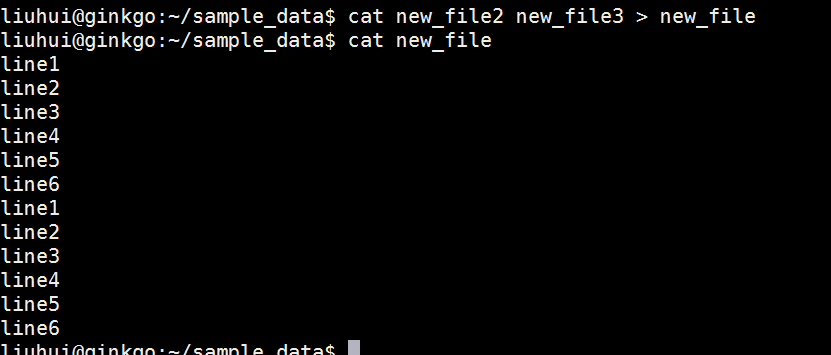 liuhui@ginkgo:~/sample_data$ cat new_file2 new_file3 > new_file
liuhui@ginkgo:~/sample_data$ cat new_file
line1
line2
line3
line4
line5
line6
line1
line2
line3
line4
line5
line6
liuhui@ginkgo:~/sample_data$